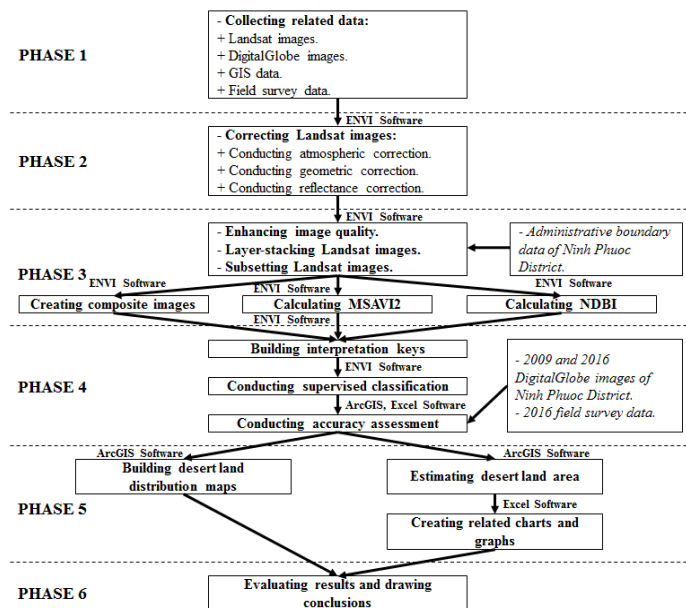 - Collecting related data:
+ Landsat images.
PHASE 1
+ DigitalGlobe images.
+ GIS data.
+ Field survey data.
ENVI Software
- Correcting Landsat images:
PHASE 2
+ Conducting atmospheric correction.
+ Conducting geometric correction.
+ Conducting reflectance correction.
ENVI Software
- Enhancing image quality.
- Layer-stacking Landsat images.
- Subsetting Landsat images.
- Administrative boundary
data of Ninh Phuoc
District.
PHASE 3
ENVI Software
ENVI Software
ENVI Software
Creating composite images
Calculating MSAVI2
Calculating NDBI
ENVI Software
Building interpretation keys
ENVI Software
PHASE 4
Conducting supervised classification
ArcGIS, Excel Software
Conducting accuracy assessment
- 2009 and 2016
DigitalGlobe images of
Ninh Phuoc District.
- 2016 field survey data.
ArcGIS Software
ArcGIS Software
Building desert land
distribution maps
Estimating desert land area
PHASE 5
Excel Software
Creating related charts and
graphs
PHASE 6
Evaluating results and drawing
conclusions